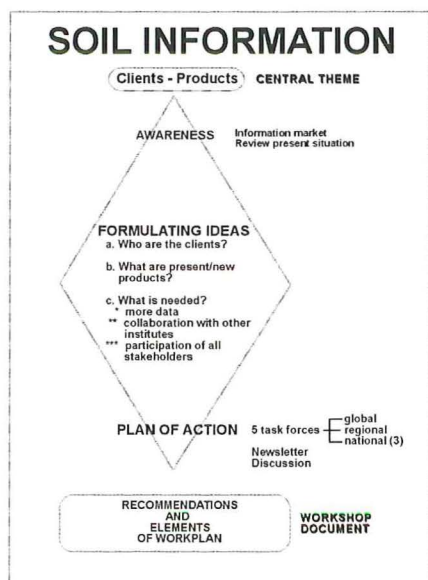 SOIL INFORMATION
Clients - Products CENTRAL THEME
AWARENESS Information market
Review present situation
FORMULATING IDEAS
a. Who are the clients?
b. What are present/new
products?
c. What is needed?
* more data
** collaboration with other
institutes
*** participation of all
stakeholders
PLAN OF ACTION 5 task forces global
regional
national (3)
Newsletter
Discussion
RECOMMENDATIONS
AND
ELEMENTS
OF WORKPLAN
WORKSHOP
DOCUMENT